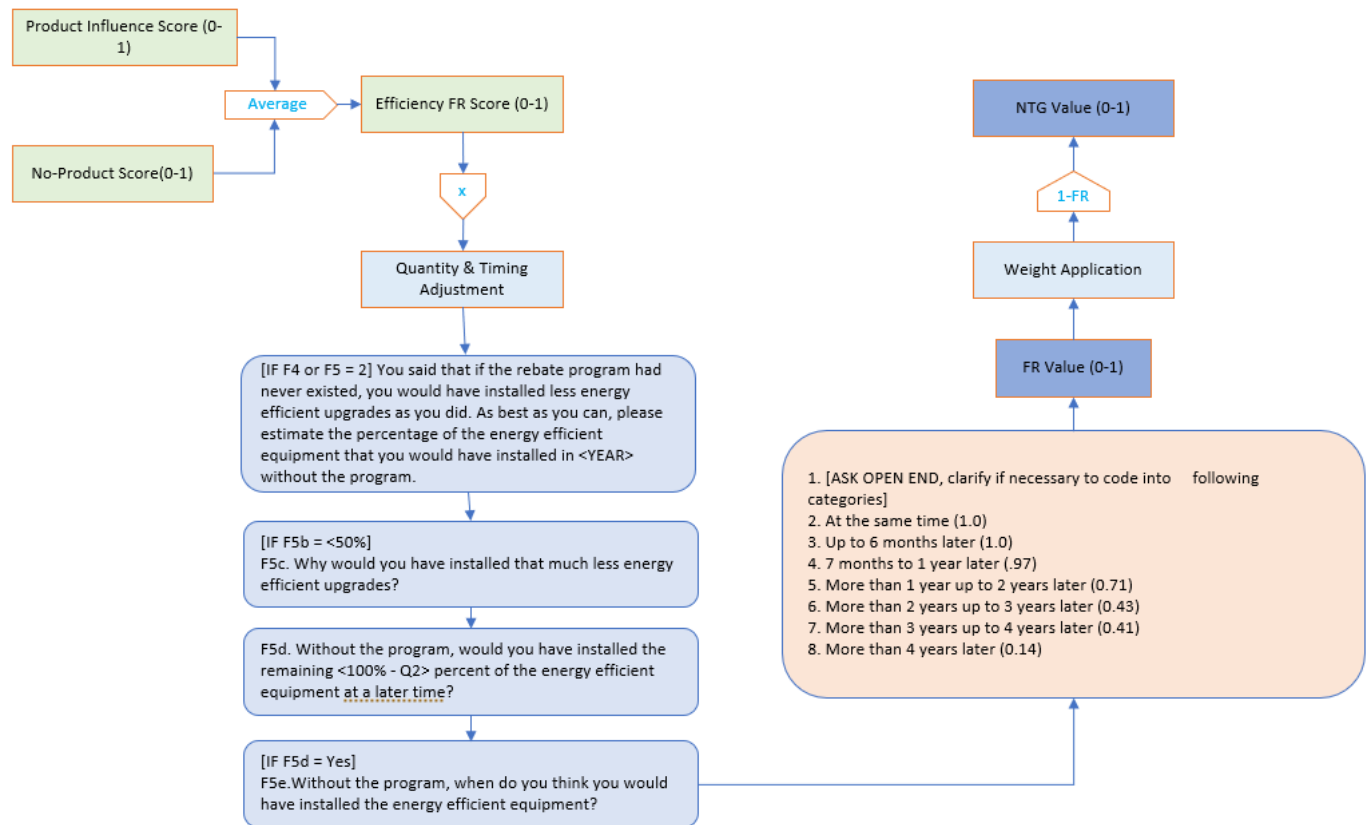 Product Influence Score (0-
1)
Average
Efficiency FR Score (0-1)
No-Product Score(0-1)
x
Quantity & Timing
Adjustment
[IF F4 or F5 = 2] You said that if the rebate program had
never existed, you would have installed less energy
efficient upgrades as you did. As best as you can, please
estimate the percentage of the energy efficient
equipment that you would have installed in <YEAR>
without the program.
[IF F5b = <50%]
F5c. Why would you have installed that much less energy
efficient upgrades?
F5d. Without the program, would you have installed the
remaining <100% - Q2> percent of the energy efficient
equipment at a later time?
[IF F5d = Yes]
F5e.Without the program, when do you think you would
have installed the energy efficient equipment?
NTG Value (0-1)
1-FR
Weight Application
FR Value (0-1)
1. [ASK OPEN END, clarify if necessary to code into following
categories]
2. At the same time (1.0)
3. Up to 6 months later (1.0)
4. 7 months to 1 year later (.97)
5. More than 1 year up to 2 years later (0.71)
6. More than 2 years up to 3 years later (0.43)
7. More than 3 years up to 4 years later (0.41)
8. More than 4 years later (0.14)